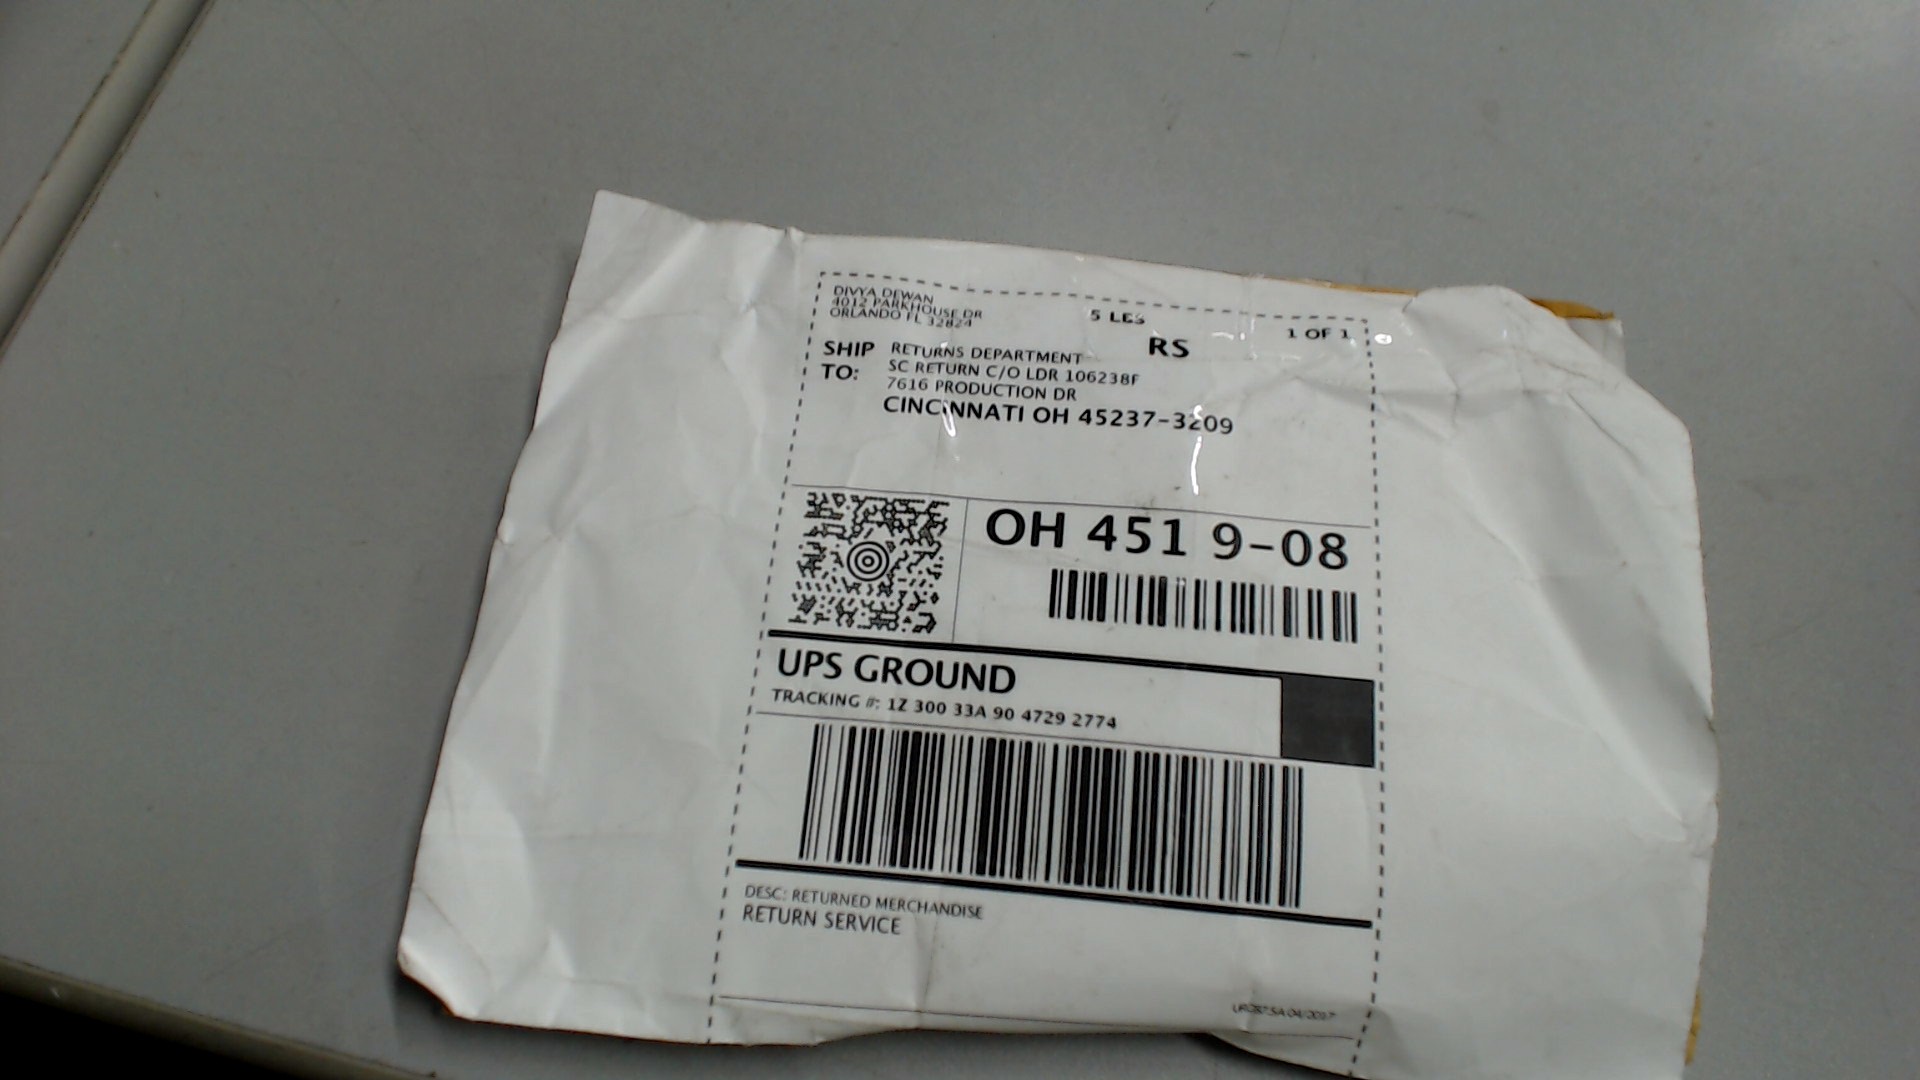 DIVYA DEWAN
4012 PARKHOUSE DR
ORLANDO FL 32824
5 LBS
1 OF 1
RS
SHIP TO:
RETURNS DEPARTMENT
SC RETURN C/O LDR 106238F
7616 PRODUCTION DR
CINCINNATI OH 45237-3209
OH 451 9-08
UPS GROUND
TRACKING #: 1Z 300 33A 90 4729 2774
DESC: RETURNED MERCHANDISE
RETURN SERVICE